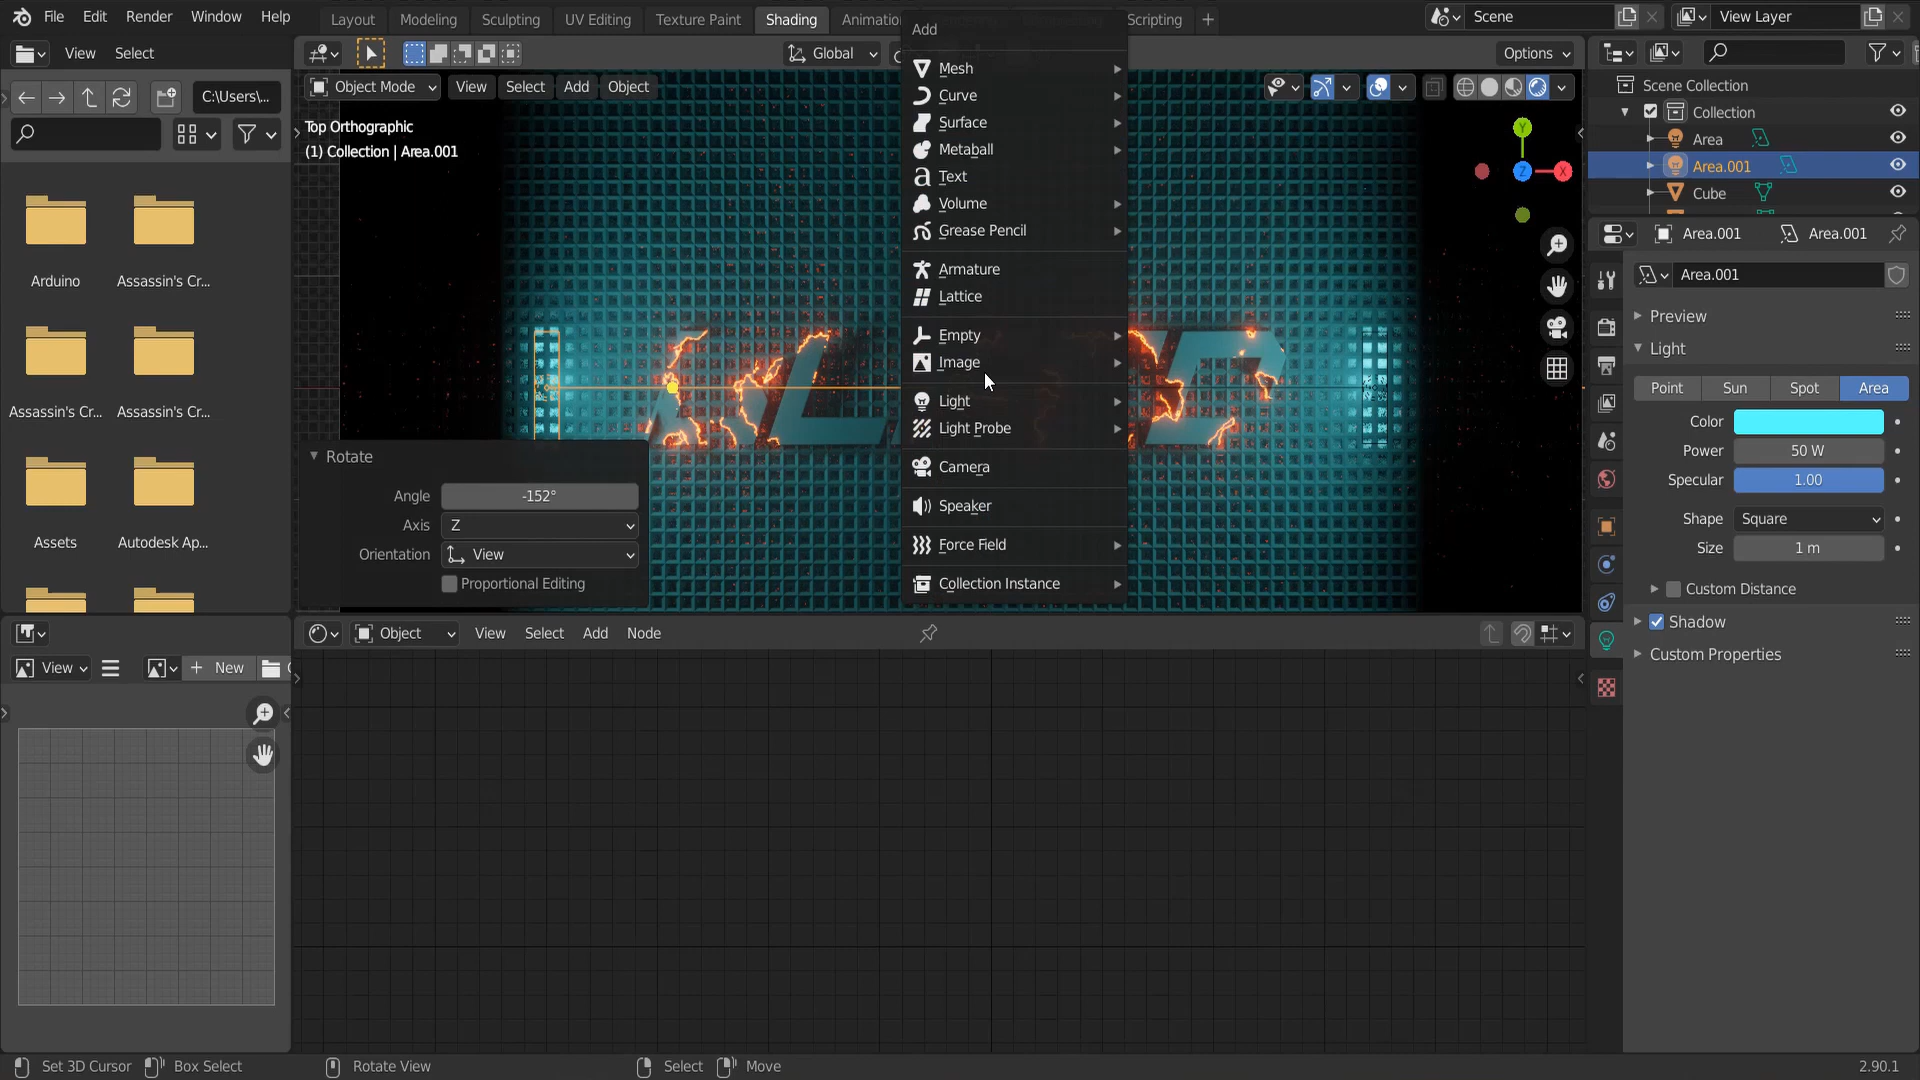 File Edit Render Window Help Layout Modeling Sculpting UV Editing Texture Paint Shading Scripting + Scene View Layer
View Select Global Options
C:\Users\...
Object Mode View Select Add Object
Top Orthographic
(1) Collection | Area.001
Arduino Assassin's Cr...
Assassin's Cr... Assassin's Cr...
Assets Autodesk Ap...
Add
Mesh
Curve
Surface
Metaball
Text
Volume
Grease Pencil
Armature
Lattice
Empty
Image
Light
Light Probe
Camera
Speaker
Force Field
Collection Instance
Y
Z X
Rotate
Angle -152°
Axis Z
Orientation View
Proportional Editing
Scene Collection
Collection
Area
Area.001
Cube
Area.001 Area.001
Area.001
Preview
Light
Point Sun Spot Area
Color
Power 50 W
Specular 1.00
Shape Square
Size 1 m
Custom Distance
Shadow
Custom Properties
Object View Select Add Node
View + New
Set 3D Cursor Box Select Rotate View Select Move 2.90.1